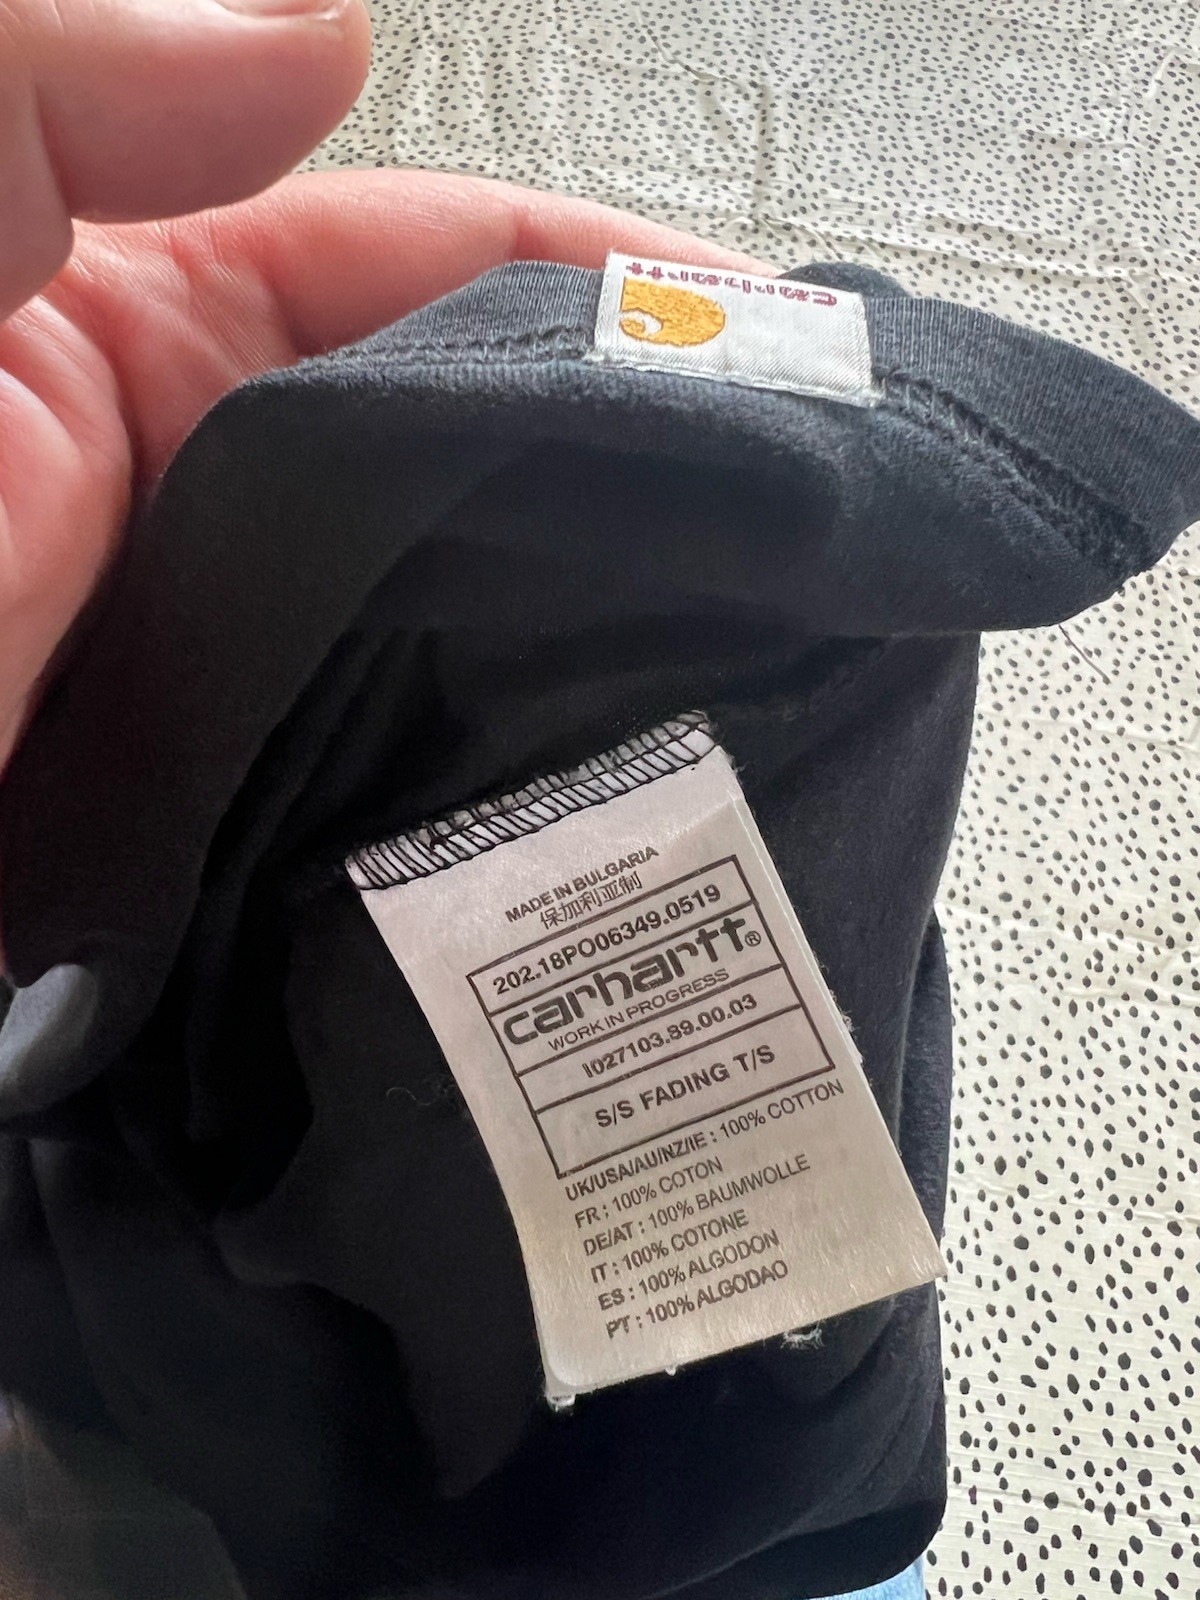 MADE IN BULGARIA
保加利亚制
202.18PO06349.0519
carhartt®
WORK IN PROGRESS
I027103.89.00.03
S/S FADING T/S
UK/USA/AU/NZ/IE : 100% COTTON
FR : 100% COTON
DE/AT : 100% BAUMWOLLE
IT : 100% COTONE
ES : 100% ALGODON
PT : 100% ALGODAO